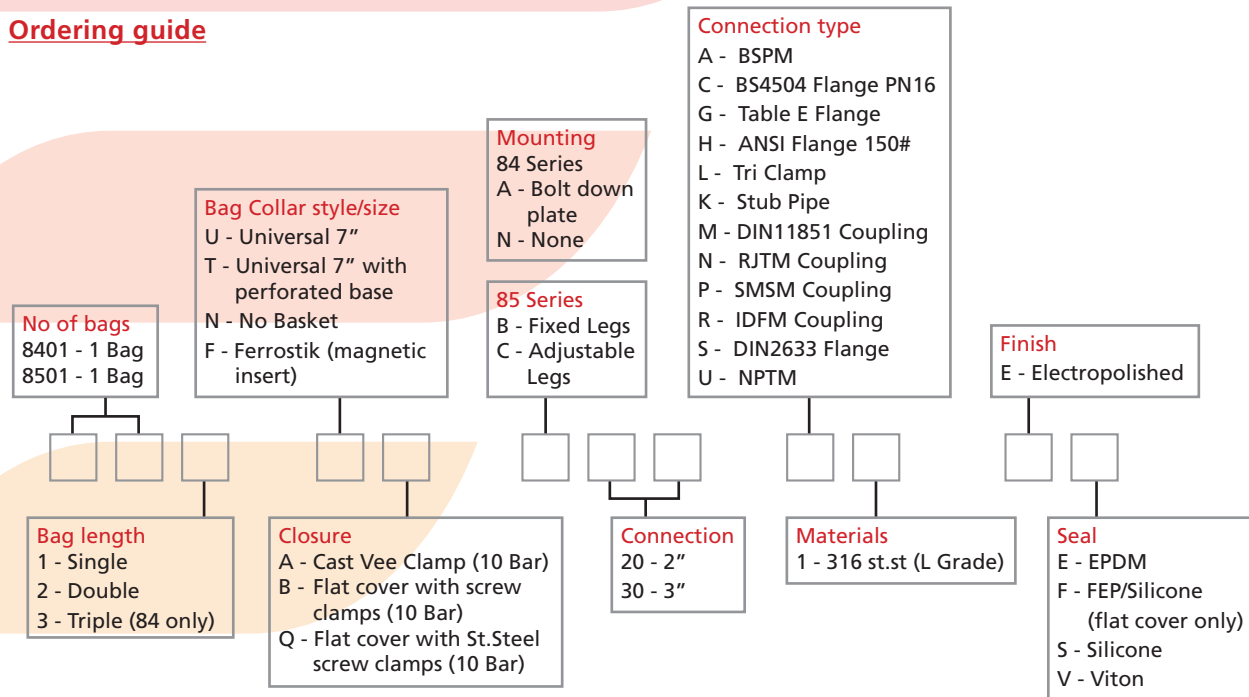 Ordering guide
No of bags
8401 - 1 Bag
8501 - 1 Bag
Bag Collar style/size
U - Universal 7”
T - Universal 7” with
perforated base
N - No Basket
F - Ferrostik (magnetic
insert)
Mounting
84 Series
A - Bolt down
plate
N - None
85 Series
B - Fixed Legs
C - Adjustable
Legs
Connection type
A - BSPM
C - BS4504 Flange PN16
G - Table E Flange
H - ANSI Flange 150#
L - Tri Clamp
K - Stub Pipe
M - DIN11851 Coupling
N - RJTM Coupling
P - SMSM Coupling
R - IDFM Coupling
S - DIN2633 Flange
U - NPTM
Finish
E - Electropolished
Bag length
1 - Single
2 - Double
3 - Triple (84 only)
Closure
A - Cast Vee Clamp (10 Bar)
B - Flat cover with screw
clamps (10 Bar)
Q - Flat cover with St.Steel
screw clamps (10 Bar)
Connection
20 - 2”
30 - 3”
Materials
1 - 316 st.st (L Grade)
Seal
E - EPDM
F - FEP/Silicone
(flat cover only)
S - Silicone
V - Viton